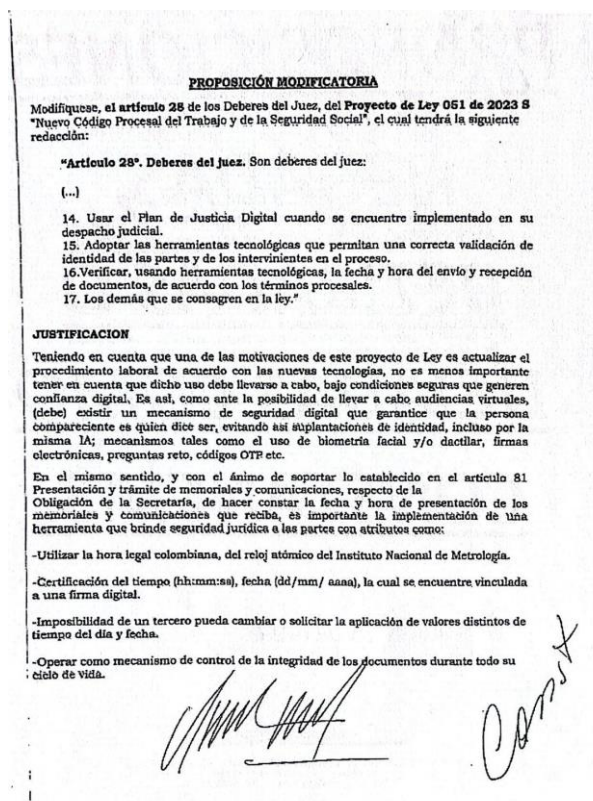 PROPOSICIÓN MODIFICATORIA
Modifíquese, el artículo 28 de los Deberes del Juez, del Proyecto de Ley 051 de 2023 S
"Nuevo Código Procesal del Trabajo y de la Seguridad Social", el cual tendrá la siguiente
redacción:
"Artículo 28°. Deberes del juez. Son deberes del juez:
(...)
14. Usar el Plan de Justicia Digital cuando se encuentre implementado en su
despacho judicial.
15. Adoptar las herramientas tecnológicas que permitan una correcta validación de
identidad de las partes y de los intervinientes en el proceso.
16.Verificar, usando herramientas tecnológicas, la fecha y hora del envío y recepción
de documentos, de acuerdo con los términos procesales.
17. Los demás que se consagren en la ley."
JUSTIFICACION
Teniendo en cuenta que una de las motivaciones de este proyecto de Ley es actualizar el
procedimiento laboral de acuerdo con las nuevas tecnologías, no es menos importante
tener en cuenta que dicho uso debe llevarse a cabo, bajo condiciones seguras que generen
confianza digital. Es así, como ante la posibilidad de llevar a cabo audiencias virtuales,
(debe) existir un mecanismo de seguridad digital que garantice que la persona
compareciente es quien dice ser, evitando así suplantaciones de identidad, incluso por la
misma IA; mecanismos tales como el uso de biometría facial y/o dactilar, firmas
electrónicas, preguntas reto, códigos OTP etc.
En el mismo sentido, y con el ánimo de soportar lo establecido en el artículo 81
Presentación y trámite de memoriales y comunicaciones, respecto de la
Obligación de la Secretaría, de hacer constar la fecha y hora de presentación de los
memoriales y comunicaciones que reciba, es importante la implementación de una
herramienta que brinde seguridad jurídica a las partes con atributos como:
-Utilizar la hora legal colombiana, del reloj atómico del Instituto Nacional de Metrología.
-Certificación del tiempo (hh:mm:ss), fecha (dd/mm/ aaaa), la cual se encuentre vinculada
a una firma digital.
-Imposibilidad de un tercero pueda cambiar o solicitar la aplicación de valores distintos de
tiempo del día y fecha.
-Operar como mecanismo de control de la integridad de los documentos durante todo su
ciclo de vida.